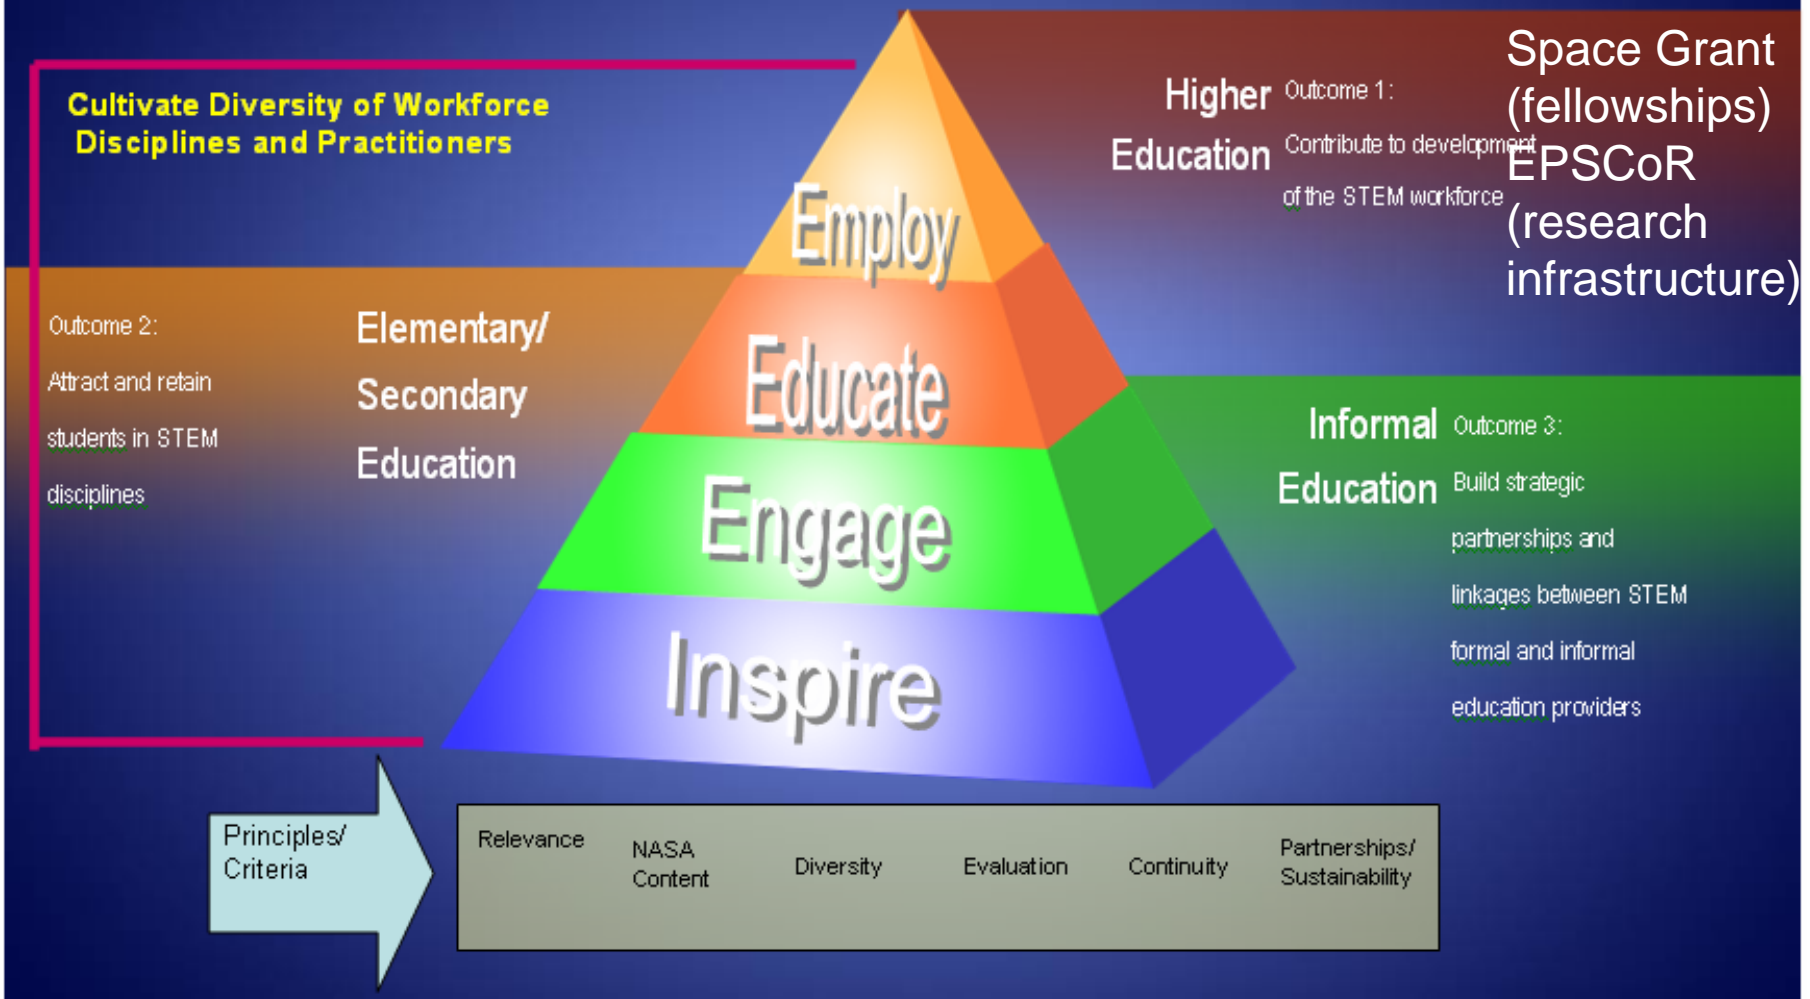 Cultivate Diversity of Workforce
Disciplines and Practitioners
Higher
Education
Outcome 1:
Contribute to development
of the STEM workforce
Space Grant
(fellowships)
EPSCoR
(research
infrastructure)
Employ
Educate
Engage
Inspire
Outcome 2:
Attract and retain
students in STEM
disciplines
Elementary/
Secondary
Education
Informal
Education
Outcome 3:
Build strategic
partnerships and
linkages between STEM
formal and informal
education providers
Principles/
Criteria
Relevance
NASA
Content
Diversity
Evaluation
Continuity
Partnerships/
Sustainability